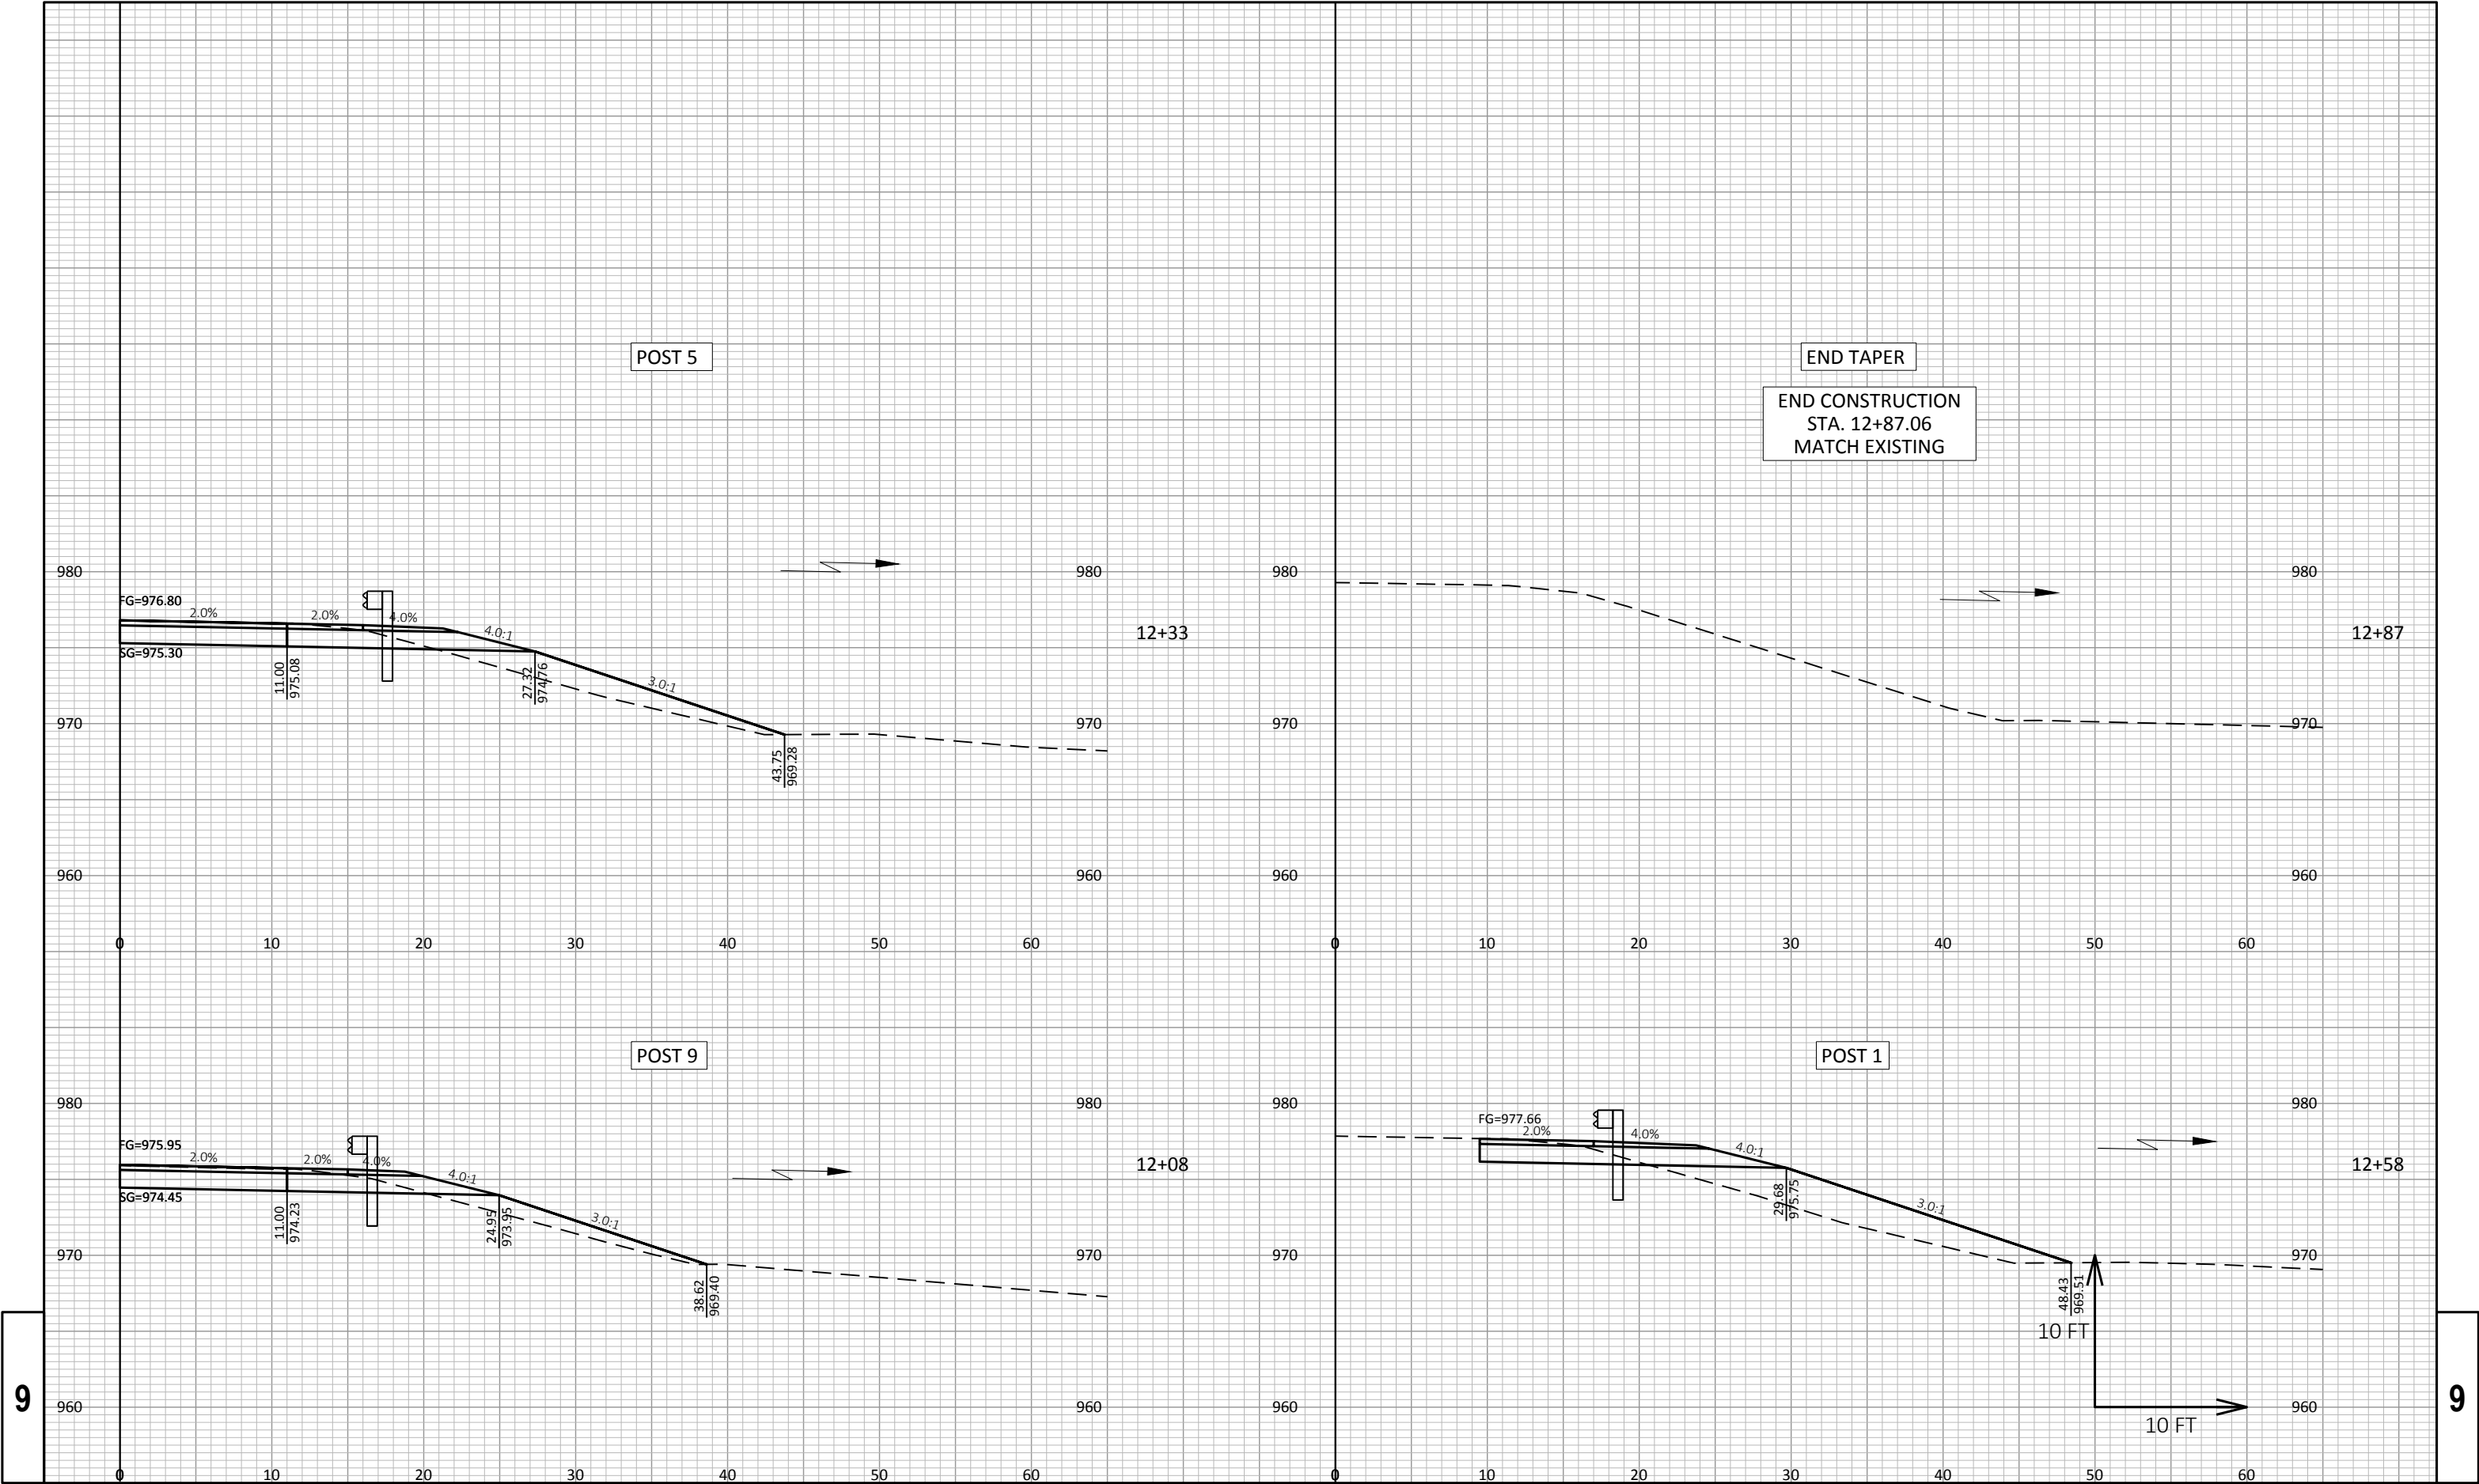 POST 5
END TAPER
END CONSTRUCTION
STA. 12+87.06
MATCH EXISTING
980 980 980 980
FG=976.80
2.0% 2.0% 4.0%
4.0:1
12+33
12+87
SG=975.30
11.00
975.08
27.32
974.76
3.0:1
970 970 970 970
43.75
969.28
960 960 960 960
0 10 20 30 40 50 60 0 10 20 30 40 50 60
POST 9
POST 1
980 980 980 980
FG=975.95
2.0% 2.0% 4.0%
4.0:1
12+08
FG=977.66
2.0% 4.0%
4.0:1
12+58
SG=974.45
11.00
974.23
24.95
973.95
3.0:1
29.68
975.75
3.0:1
970 970 970 970
38.62
969.40
48.43
969.51
10 FT
9 9
960 960 960 960
10 FT
0 10 20 30 40 50 60 0 10 20 30 40 50 60